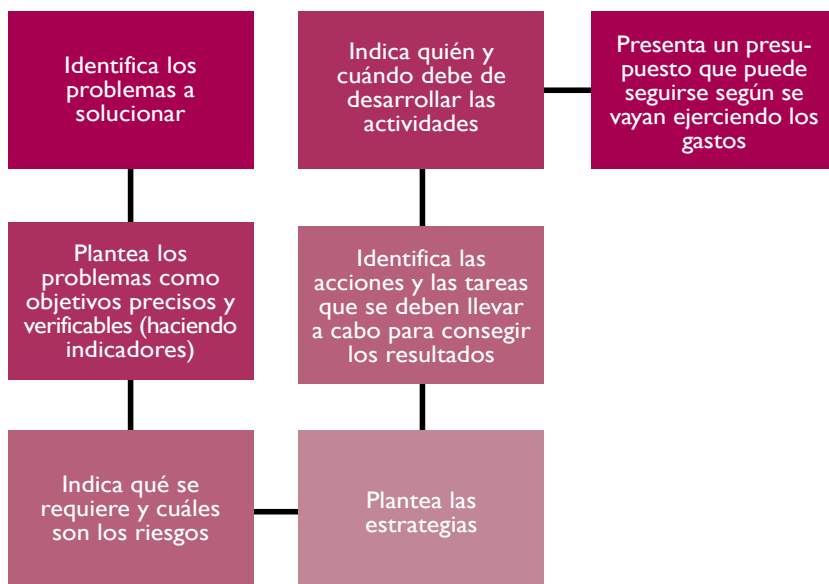 Identifica los
problemas a
solucionar
Plantea los
problemas como
objetivos precisos y
verificables (haciendo
indicadores)
Indica qué se
requiere y cuáles
son los riesgos
Plantea las
estrategias
Identifica las
acciones y las tareas
que se deben llevar
a cabo para consegir
los resultados
Indica quién y
cuándo debe de
desarrollar las
actividades
Presenta un presu-
puesto que puede
seguirse según se
vayan ejerciendo los
gastos